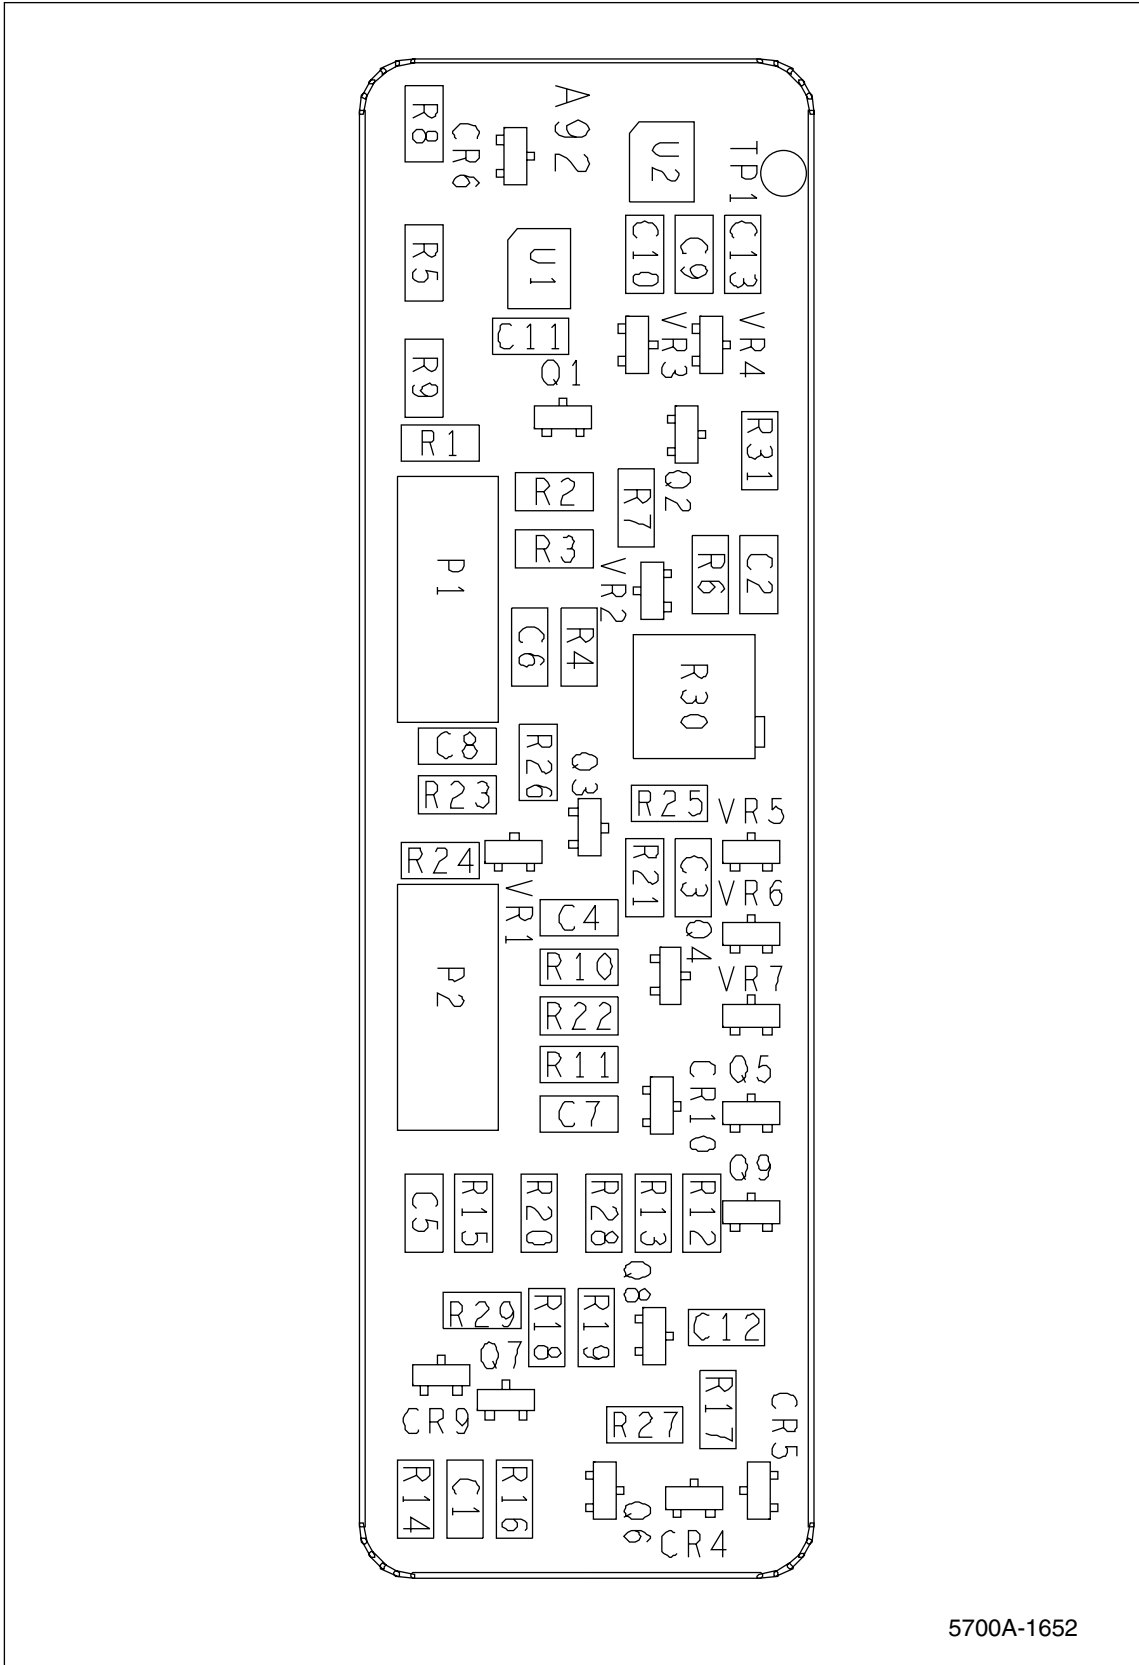 R8
CR6
A92
U2
TP1
R5
U1
C10
C9
C13
C11
VR3
VR4
R9
Q1
R1
R31
R2
R7
Q2
R3
P1
VR2
R6
C2
C6
R4
R30
C8
R26
Q3
R23
R25
VR5
R24
VR1
R21
C3
VR6
C4
Q4
P2
R10
VR7
R22
R11
CR10
Q5
C7
Q9
C5
R15
R20
R28
R13
R12
Q8
R29
R18
R19
C12
Q7
CR9
R27
R17
CR5
R14
C1
R16
Q6
CR4
5700A-1652